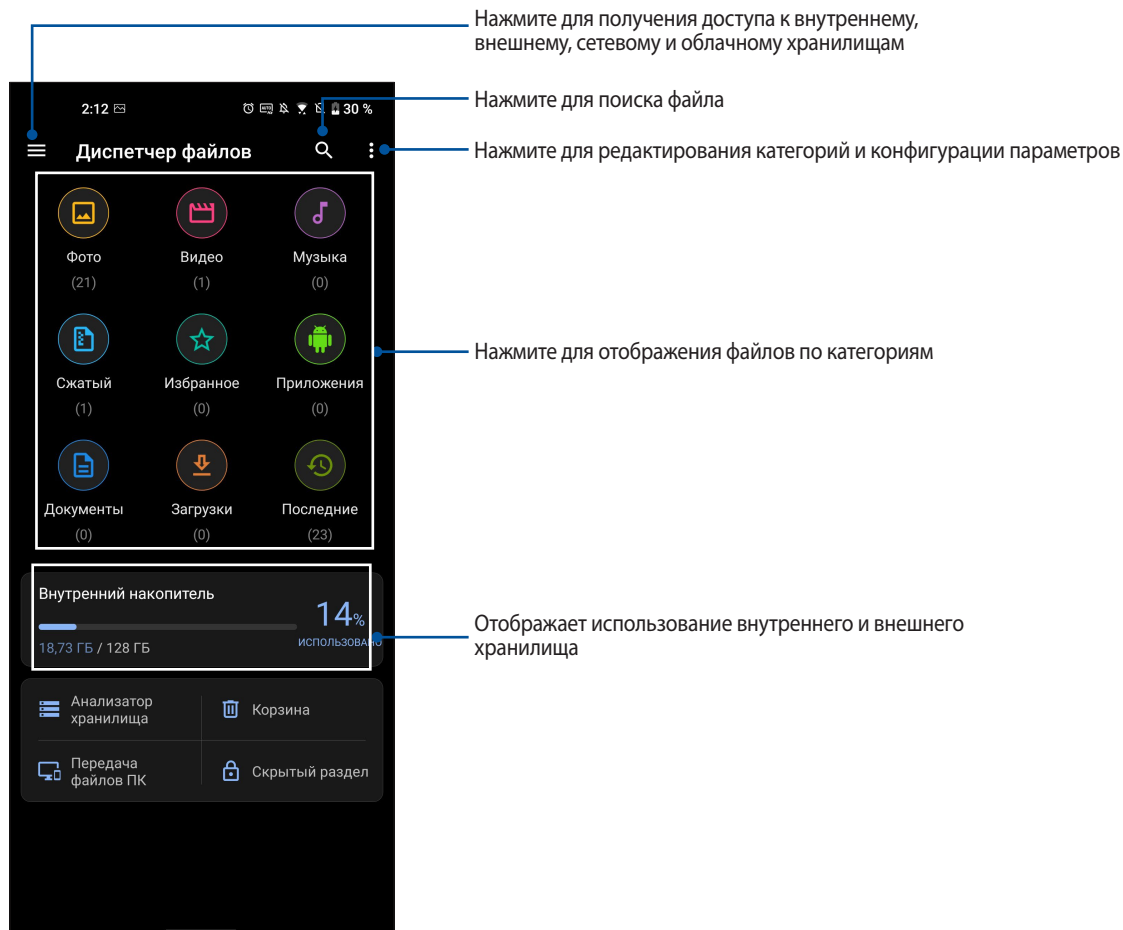 Нажмите для получения доступа к внутреннему,
внешнему, сетевому и облачному хранилищам
2:12
30 %
Нажмите для поиска файла
Диспетчер файлов
Нажмите для редактирования категорий и конфигурации параметров
Фото
Видео
Музыка
(21)
(1)
(0)
Сжатый
Избранное
Приложения
(1)
(0)
(0)
Нажмите для отображения файлов по категориям
Документы
Загрузки
Последние
(0)
(0)
(23)
Внутренний накопитель
14%
ИСПОЛЬЗОВАНО
18,73 ГБ / 128 ГБ
Отображает использование внутреннего и внешнего
хранилища
Анализатор
хранилища
Корзина
Передача
файлов ПК
Скрытый раздел